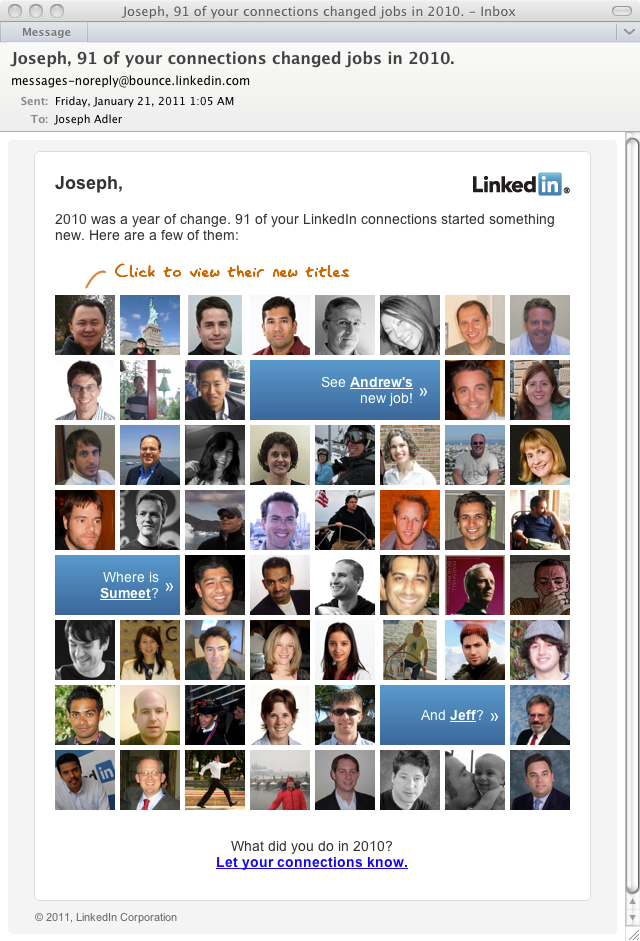 Joseph, 91 of your connections changed jobs in 2010. – Inbox
Message
Joseph, 91 of your connections changed jobs in 2010.
messages-noreply@bounce.linkedin.com
Sent: Friday, January 21, 2011 1:05 AM
To: Joseph Adler
Joseph,
Linked in®
2010 was a year of change. 91 of your LinkedIn connections started something
new. Here are a few of them:
Click to view their new titles
See Andrew's »
new job!
Where is »
Sumeet?
And Jeff? »
What did you do in 2010?
Let your connections know.
© 2011, LinkedIn Corporation